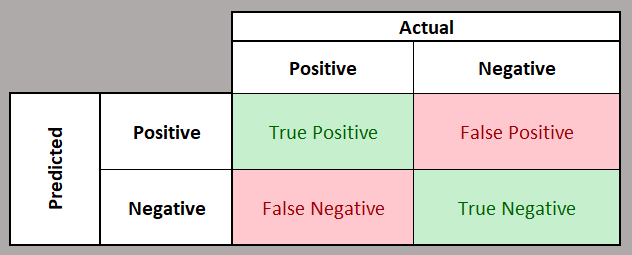 Actual
Positive Negative
Predicted
Positive True Positive False Positive
Negative False Negative True Negative